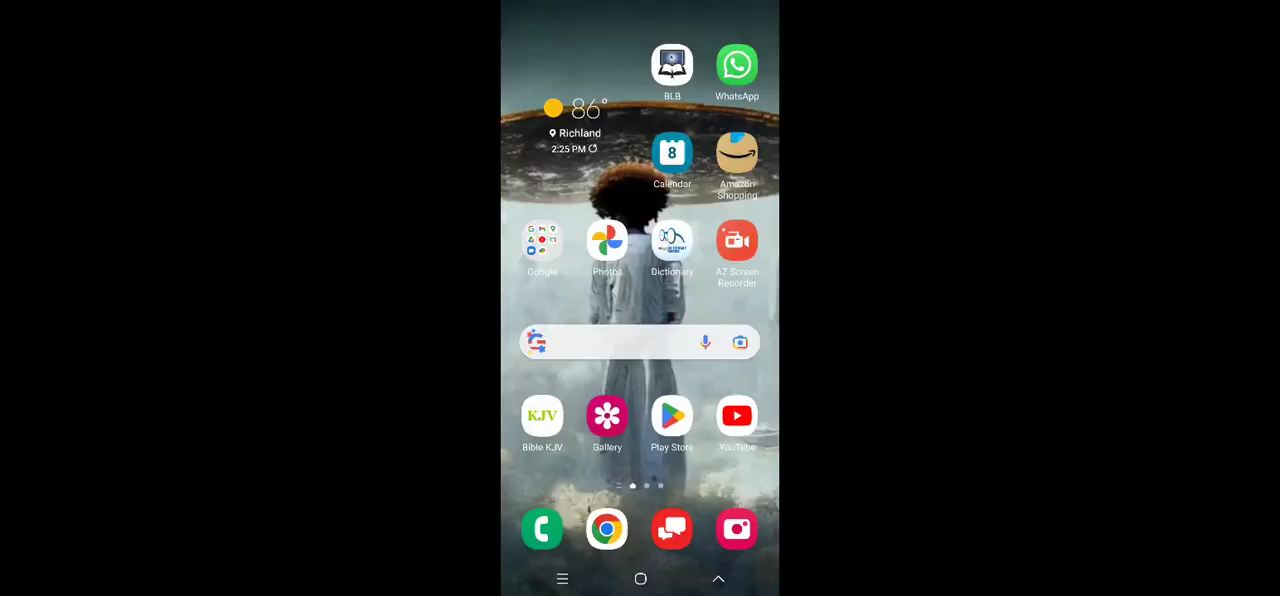 BLB
WhatsApp
86°
Richland
2:25 PM
8
Calendar
Amazon
Shopping
Google
Photos
Dictionary
AZ Screen
Recorder
KJV
Bible KJV
Gallery
Play Store
YouTube